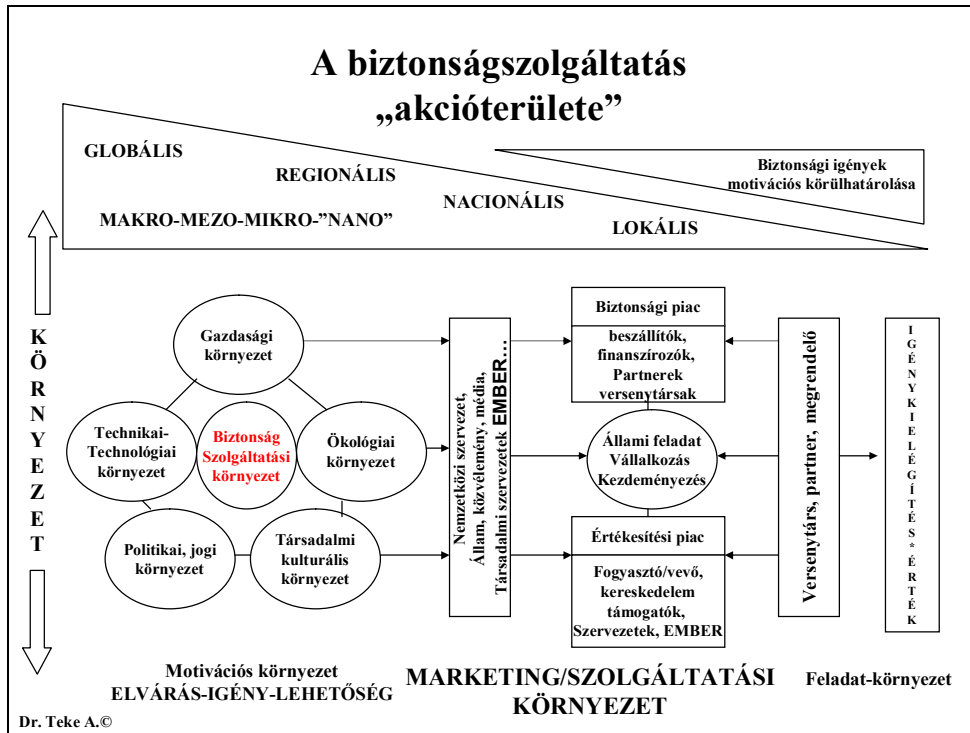 A biztonságszolgáltatás
„akcióterülete”
GLOBÁLIS
REGIONÁLIS
NACIONÁLIS
LOKÁLIS
MAKRO-MEZO-MIKRO-”NANO”
Biztonsági igények
motivációs körülhatárolása
KÖRNYEZET
Gazdasági
környezet
Technikai-
Technológiai
környezet
Biztonság
Szolgáltatási
környezet
Ökológiai
környezet
Politikai, jogi
környezet
Társadalmi
kulturális
környezet
Nemzetközi szervezet,
Állam, közvélemény, média,
Társadalmi szervezetek EMBER…
Biztonsági piac
beszállítók,
finanszírozók,
Partnerek
versenytársak
Állami feladat
Vállalkozás
Kezdeményezés
Értékesítési piac
Fogyasztó/vevő,
kereskedelem
támogatók,
Szervezetek, EMBER
Versenytárs, partner, megrendelő
IGÉNYKIELÉGÍTÉS*ÉRTÉK
Motivációs környezet
ELVÁRÁS-IGÉNY-LEHETŐSÉG
MARKETING/SZOLGÁLTATÁSI
KÖRNYEZET
Feladat-környezet
Dr. Teke A.©